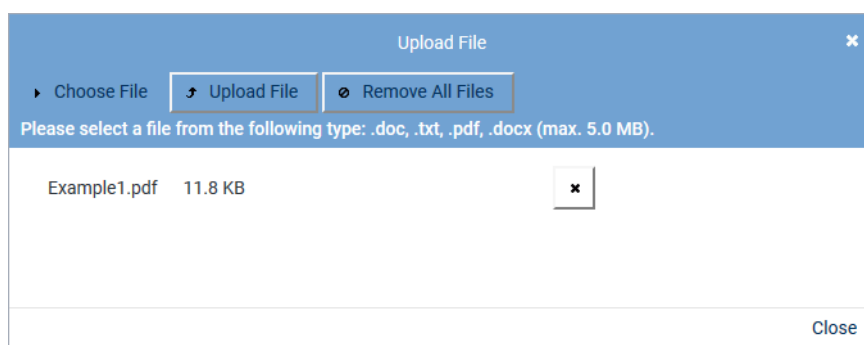 Upload File
Choose File Upload File Remove All Files
Please select a file from the following type: .doc, .txt, .pdf, .docx (max. 5.0 MB).
Example1.pdf 11.8 KB
Close